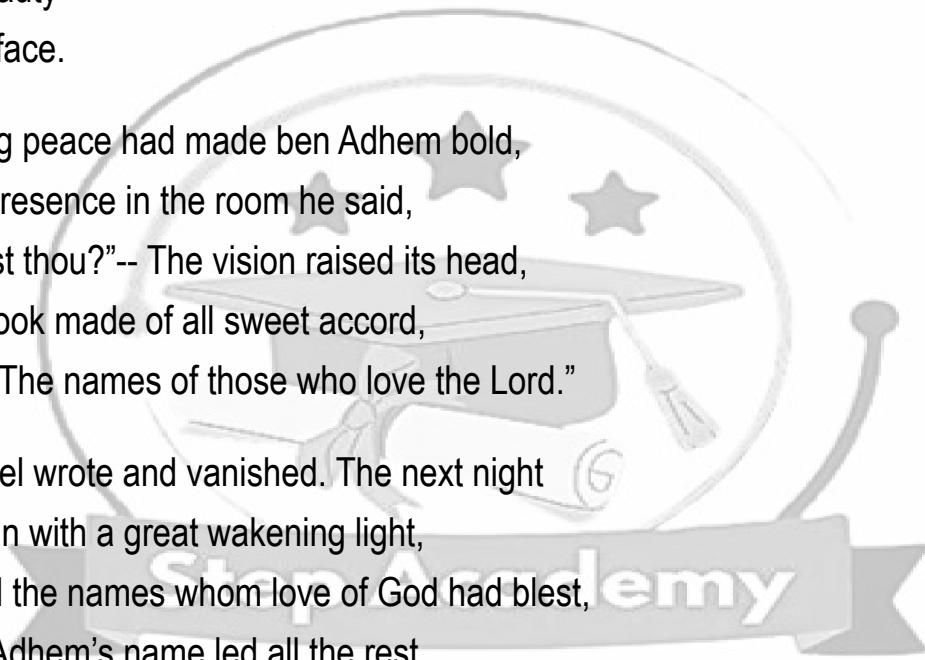 face.
g peace had made ben Adhem bold,
resence in the room he said,
st thou?”-- The vision raised its head,
ook made of all sweet accord,
The names of those who love the Lord.”
el wrote and vanished. The next night
n with a great wakening light,
the names whom love of God had blest,
Adhem’s name led all the rest
Step Academy